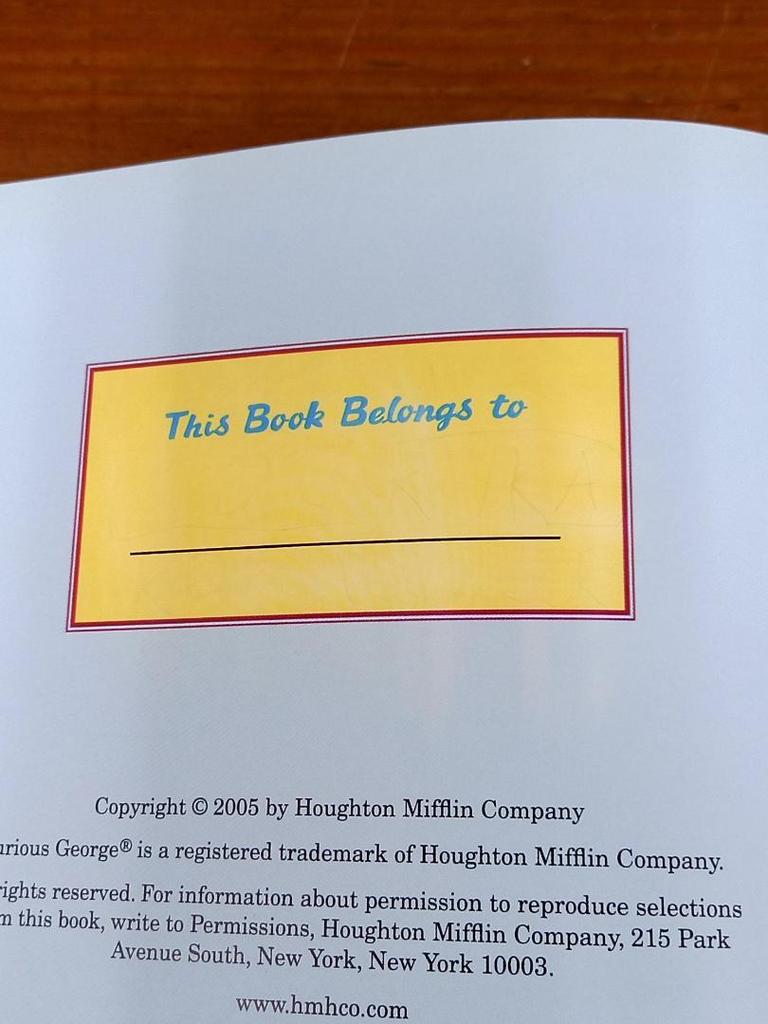 This Book Belongs to
Copyright © 2005 by Houghton Mifflin Company
urious George® is a registered trademark of Houghton Mifflin Company.
rights reserved. For information about permission to reproduce selections
m this book, write to Permissions, Houghton Mifflin Company, 215 Park
Avenue South, New York, New York 10003.
www.hmhco.com